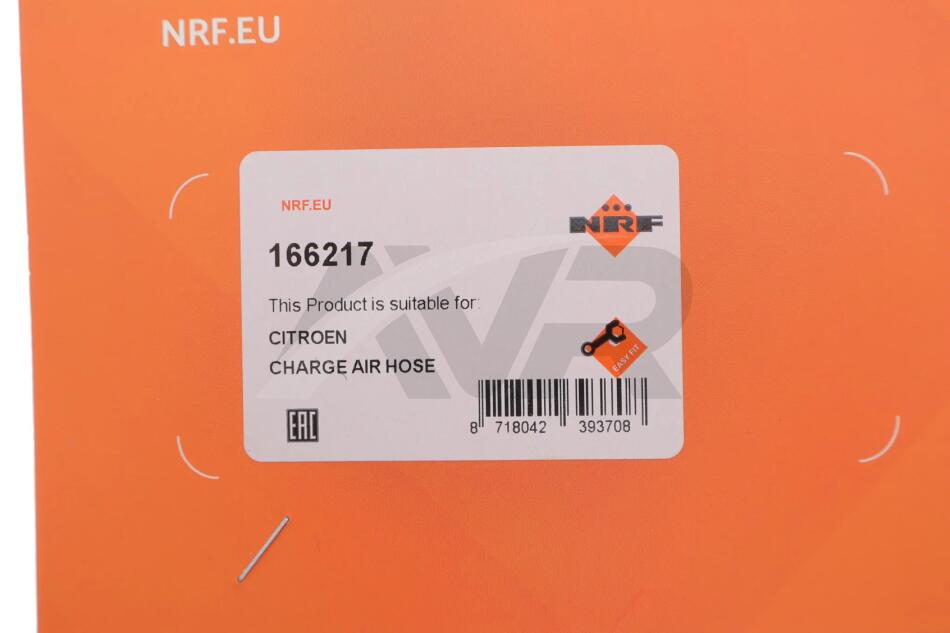 NRF.EU
NRF.EU
NRF
166217
This Product is suitable for:
CITROEN
CHARGE AIR HOSE
EASY FIT
EAC
8 718042 393708
AVR